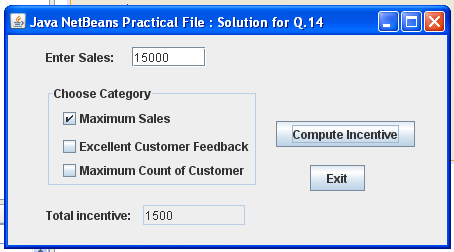 Java NetBeans Practical File : Solution for Q.14
Enter Sales: 15000
Choose Category
Maximum Sales
Compute Incentive
Excellent Customer Feedback
Maximum Count of Customer
Exit
Total incentive: 1500